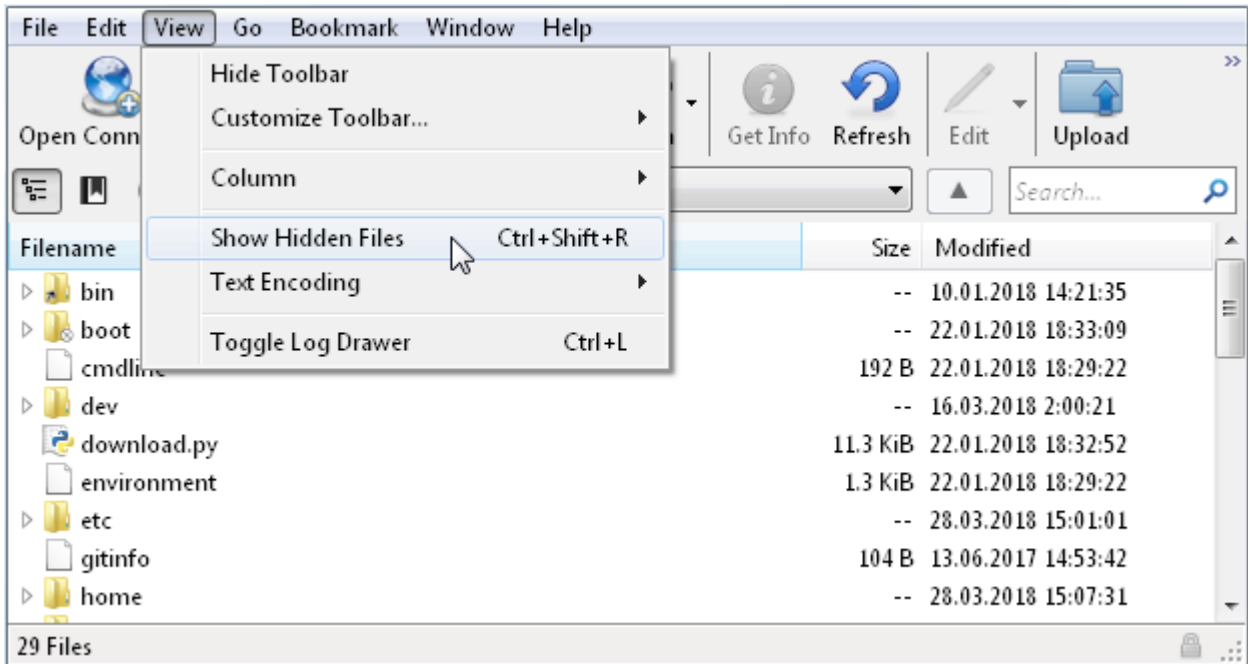 File Edit View Go Bookmark Window Help
Hide Toolbar
Customize Toolbar...
Column
Show Hidden Files Ctrl+Shift+R
Text Encoding
Toggle Log Drawer Ctrl+L
Open Conn Get Info Refresh Edit Upload
Search...
Filename Size Modified
bin -- 10.01.2018 14:21:35
boot -- 22.01.2018 18:33:09
cmdline 192 B 22.01.2018 18:29:22
dev -- 16.03.2018 2:00:21
download.py 11.3 KiB 22.01.2018 18:32:52
environment 1.3 KiB 22.01.2018 18:29:22
etc -- 28.03.2018 15:01:01
gitinfo 104 B 13.06.2017 14:53:42
home -- 28.03.2018 15:07:31
29 Files